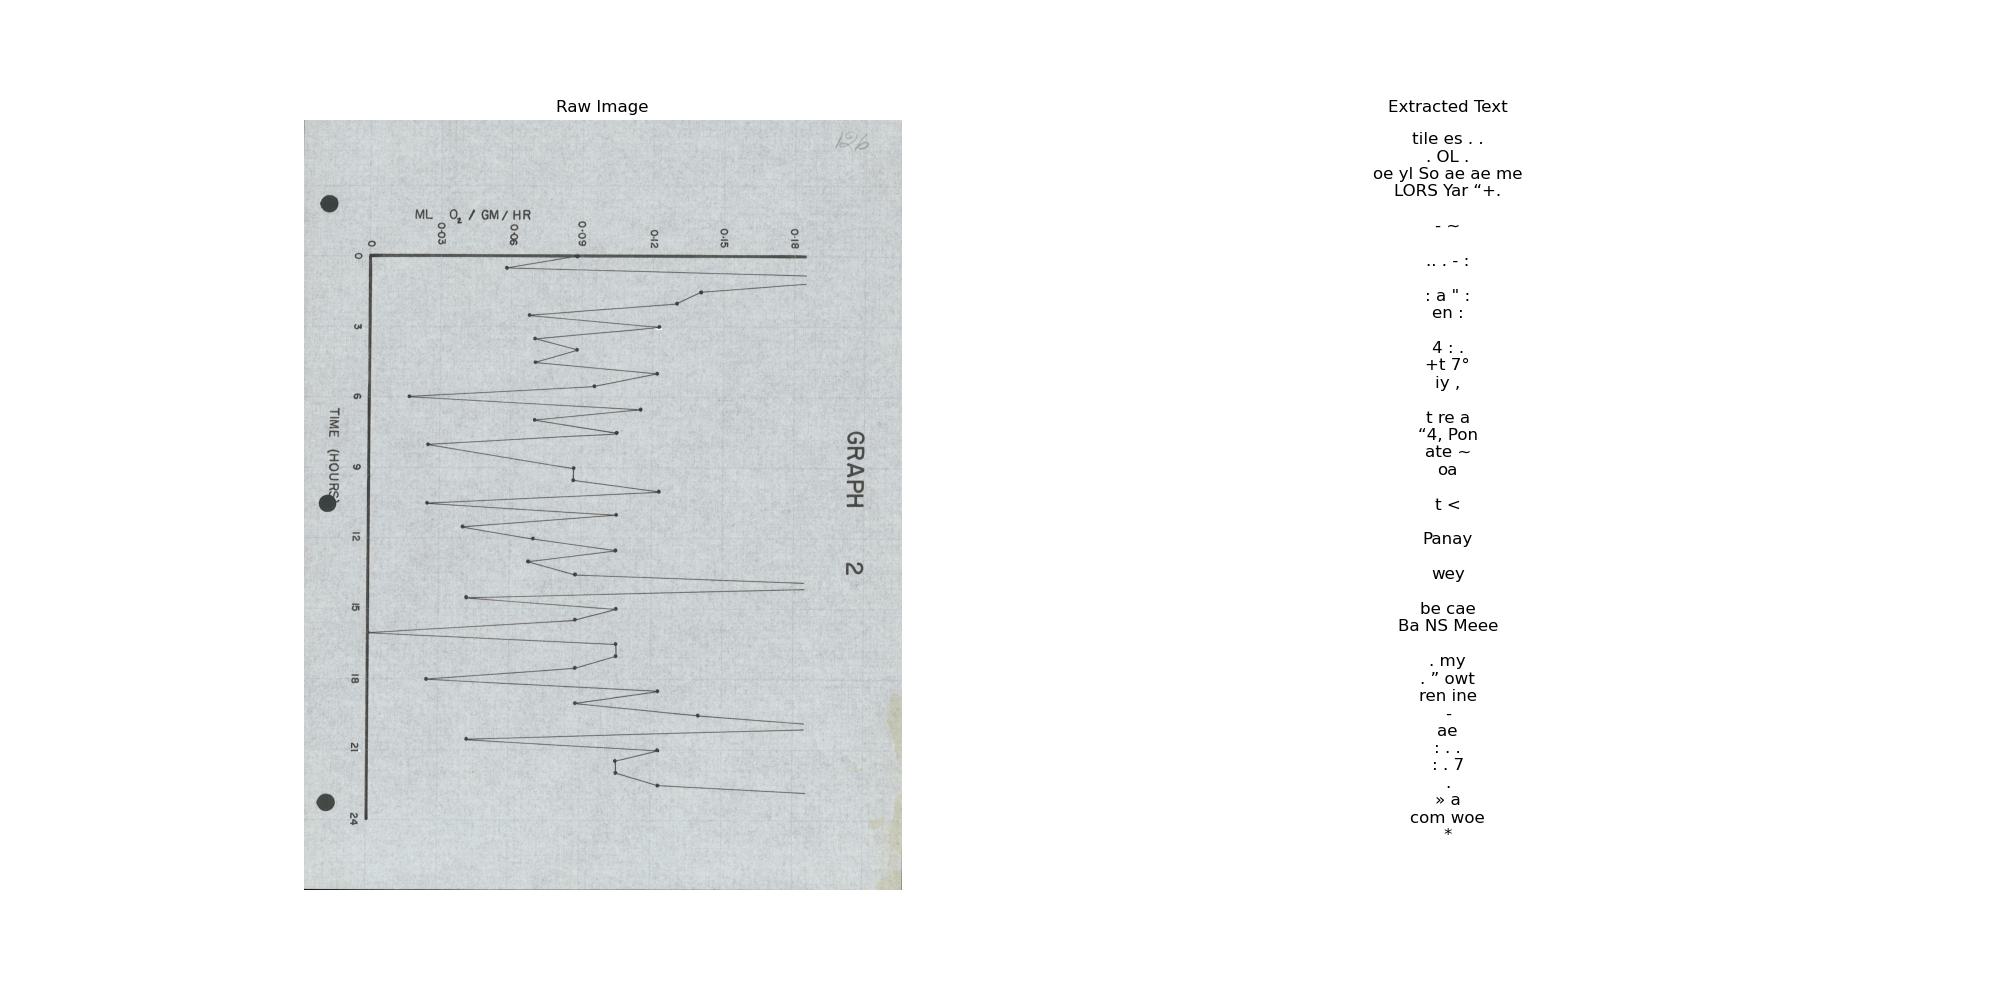 Raw Image
126
ML O₂ / GM / HR
0 0·03 0·06 0·09 0·12 0·15 0·18
0
3
6
9
12
15
18
21
24
TIME (HOURS)
GRAPH 2
Extracted Text
tile es . .
. OL .
oe yl So ae ae me
LORS Yar “+.
- ~
.. . - :
: a " :
en :
4 : .
+t 7°
iy ,
t re a
“4, Pon
ate ~
oa
t <
Panay
wey
be cae
Ba NS Meee
. my
. ” owt
ren ine
-
ae
: . .
: . 7
.
» a
com woe
*